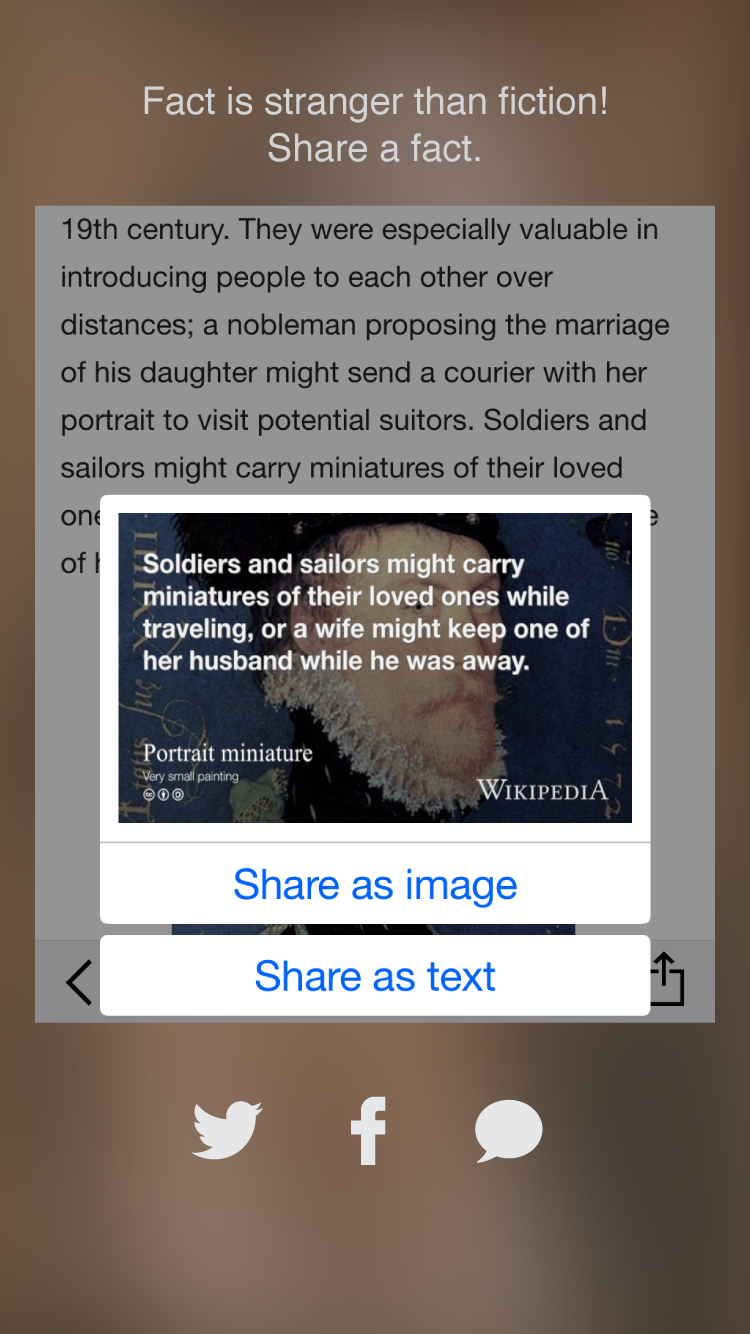 Fact is stranger than fiction!
Share a fact.
19th century. They were especially valuable in
introducing people to each other over
distances; a nobleman proposing the marriage
of his daughter might send a courier with her
portrait to visit potential suitors. Soldiers and
sailors might carry miniatures of their loved
of
Soldiers and sailors might carry
miniatures of their loved ones while
traveling, or a wife might keep one of
her husband while he was away.
Portrait miniature
Very small painting
WIKIPEDIA
Share as image
Share as text